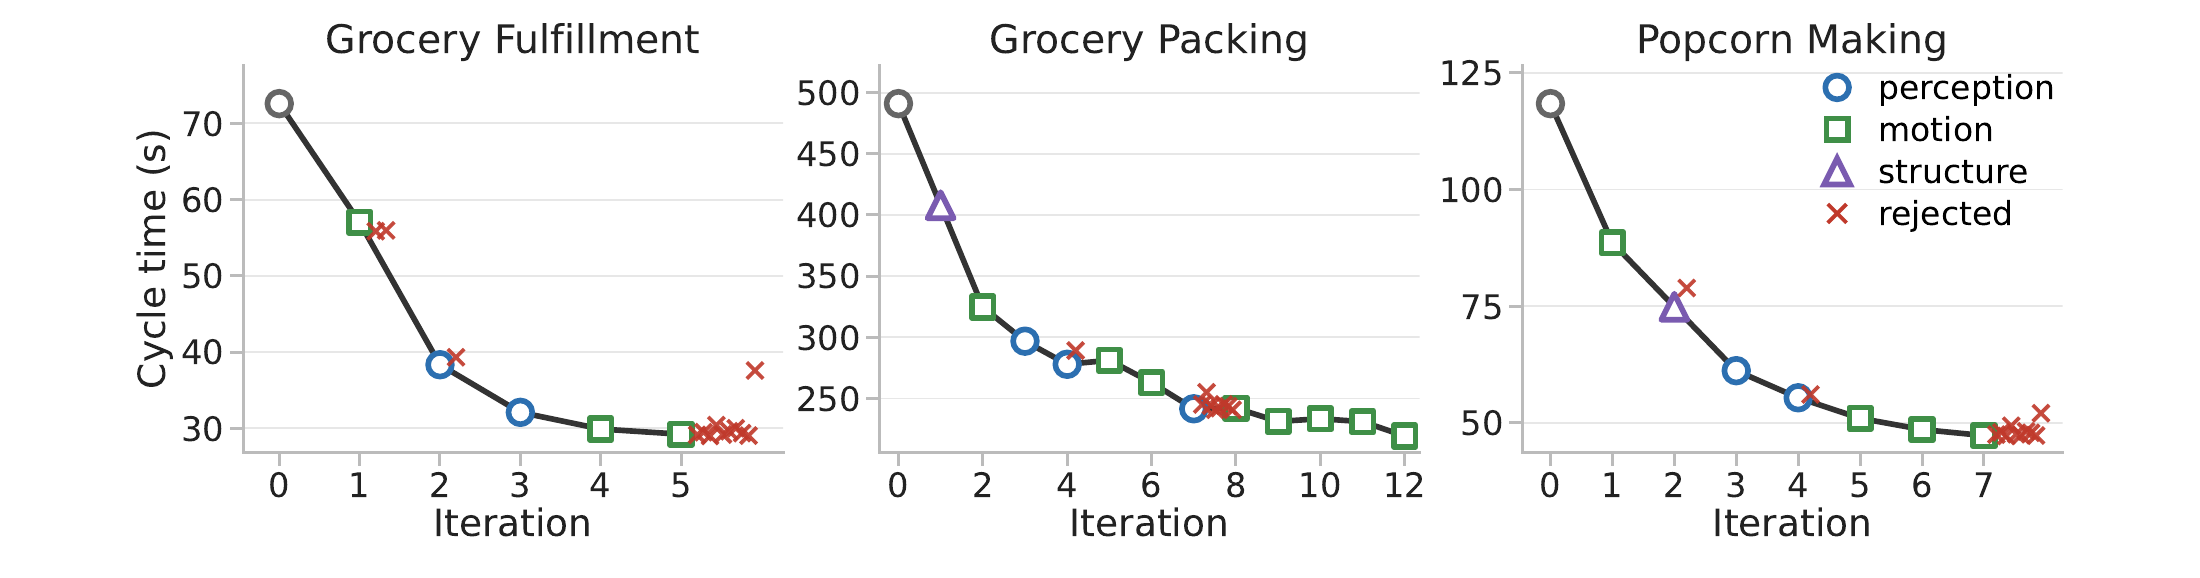 Grocery Fulfillment
Cycle time (s)
70
60
50
40
30
0 1 2 3 4 5
Iteration
Grocery Packing
500
450
400
350
300
250
0 2 4 6 8 10 12
Iteration
Popcorn Making
125
100
75
50
perception
motion
structure
rejected
0 1 2 3 4 5 6 7
Iteration